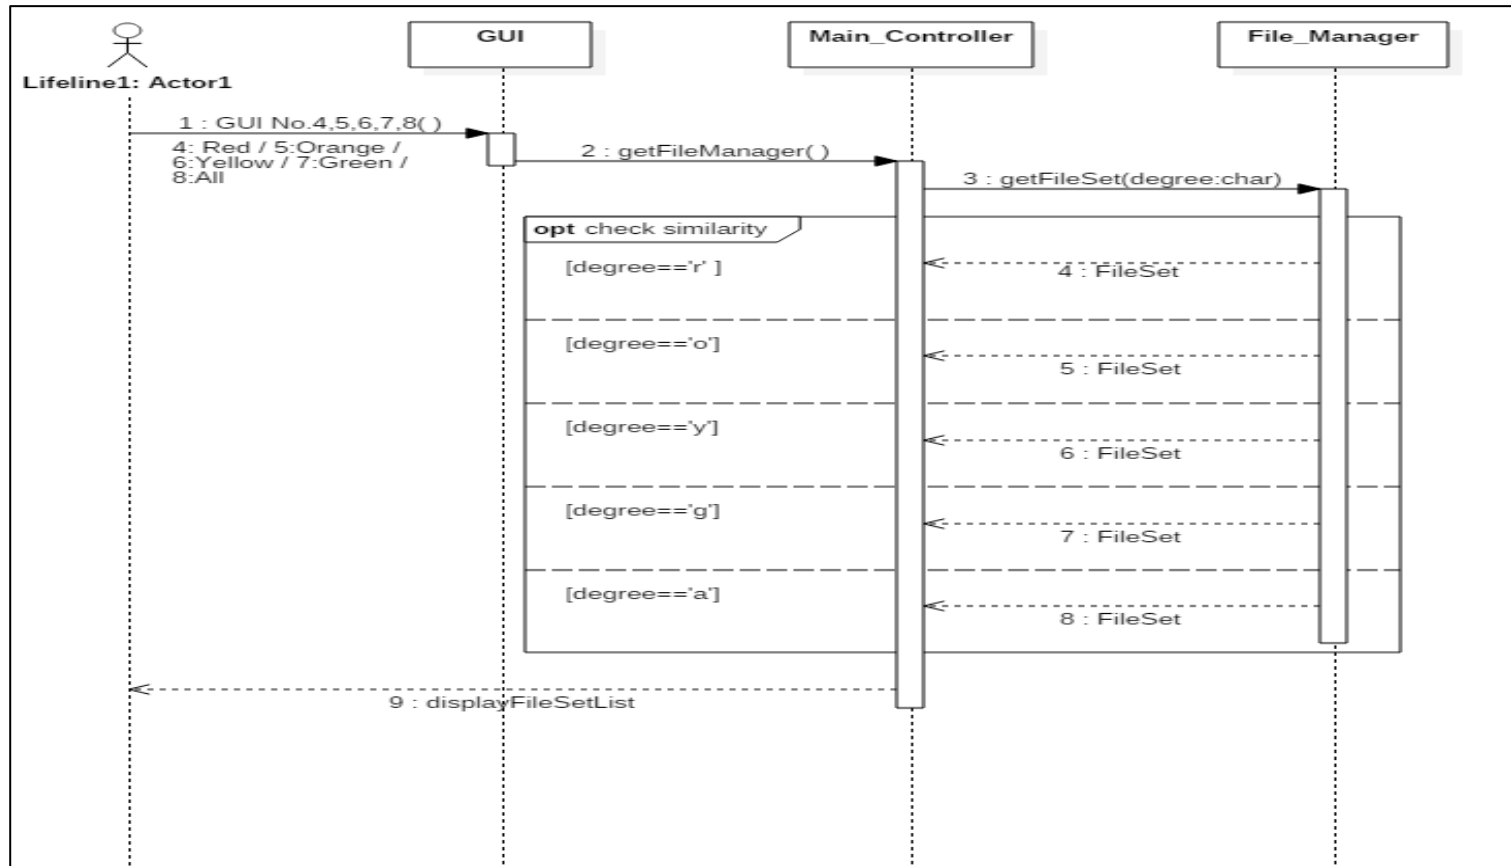 Lifeline1: Actor1
GUI
Main_Controller
File_Manager
1 : GUI No.4,5,6,7,8( )
4: Red / 5:Orange /
6:Yellow / 7:Green /
8:All
2 : getFileManager( )
3 : getFileSet(degree:char)
opt check similarity
[degree=='r' ]
4 : FileSet
[degree=='o']
5 : FileSet
[degree=='y']
6 : FileSet
[degree=='g']
7 : FileSet
[degree=='a']
8 : FileSet
9 : displayFileSetList